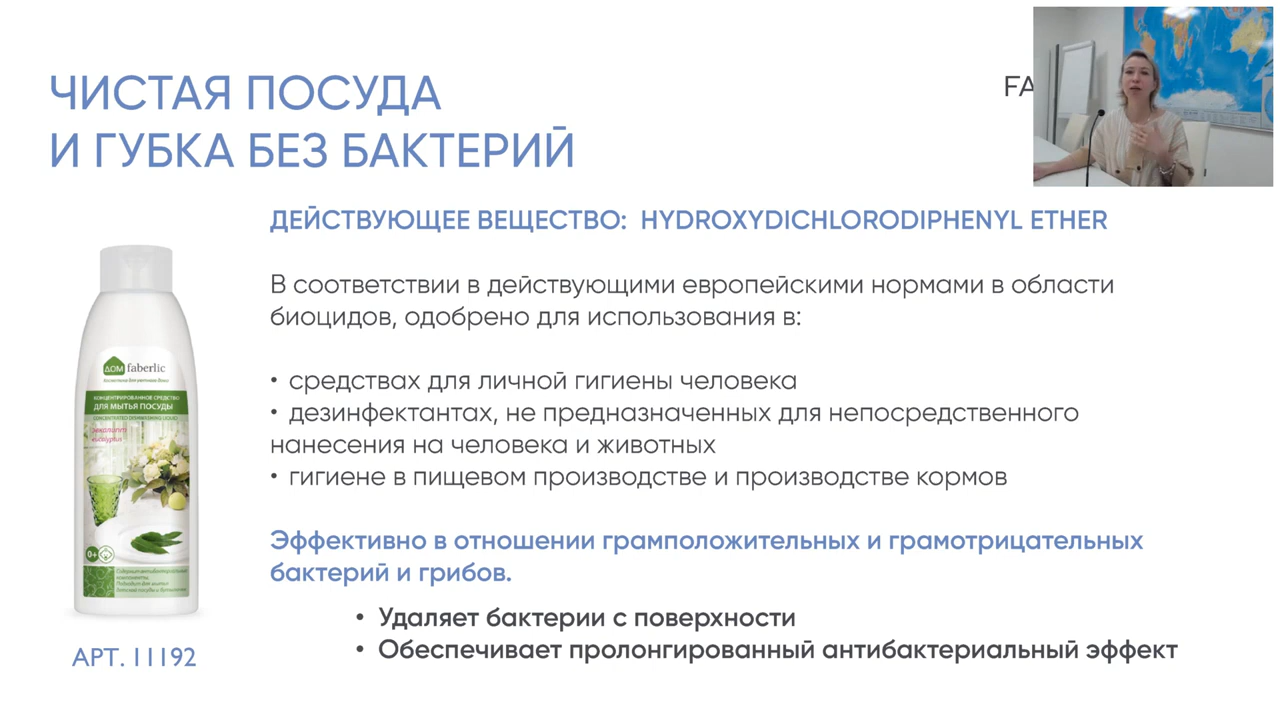 ЧИСТАЯ ПОСУДА
И ГУБКА БЕЗ БАКТЕРИЙ
FA
ДЕЙСТВУЮЩЕЕ ВЕЩЕСТВО: HYDROXYDICHLORODIPHENYL ETHER
В соответствии в действующими европейскими нормами в области
биоцидов, одобрено для использования в:
• средствах для личной гигиены человека
• дезинфектантах, не предназначенных для непосредственного
нанесения на человека и животных
• гигиене в пищевом производстве и производстве кормов
Эффективно в отношении грамположительных и грамотрицательных
бактерий и грибов.
• Удаляет бактерии с поверхности
• Обеспечивает пролонгированный антибактериальный эффект
ДОМ faberlic
КОНЦЕНТРИРОВАННОЕ СРЕДСТВО
ДЛЯ МЫТЬЯ ПОСУДЫ
0+
АРТ. 11192